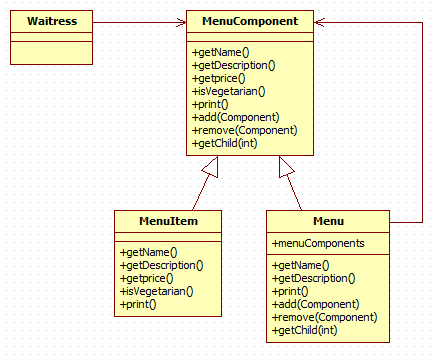 Waitress
MenuComponent
+getName()
+getDescription()
+getprice()
+isVegetarian()
+print()
+add(Component)
+remove(Component)
+getChild(int)
MenuItem
+getName()
+getDescription()
+getprice()
+isVegetarian()
+print()
Menu
+menuComponents
+getName()
+getDescription()
+print()
+add(Component)
+remove(Component)
+getChild(int)